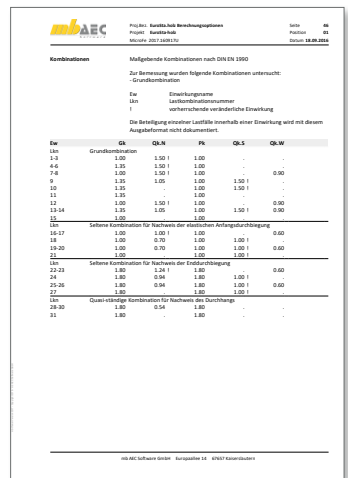 mb AEC
Software
Proj.Bez. EuroSta-holz Berechnungsoptionen Seite 46
Projekt EuroSta-holz Position 01
MicroFe 2017.160917U Datum 18.09.2016
Kombinationen Maßgebende Kombinationen nach DIN EN 1990
Zur Bemessung wurden folgende Kombinationen untersucht:
- Grundkombination
Ew Einwirkungsname
Lkn Lastkombinationsnummer
! vorherrschende veränderliche Einwirkung
Die Beteiligung einzelner Lastfälle innerhalb einer Einwirkung wird mit diesem
Ausgabeformat nicht dokumentiert.
Ew Gk Qk.N Pk Qk.S Qk.W
Lkn Grundkombination
1-3 1.00 1.50 ! 1.00 . .
4-6 1.35 1.50 ! 1.00 . .
7-8 1.00 1.50 ! 1.00 . 0.90
9 1.35 1.05 1.00 1.50 ! .
10 1.35 . 1.00 1.50 ! .
11 1.35 . 1.00 . .
12 1.00 1.50 ! 1.00 . 0.90
13-14 1.35 1.05 1.00 1.50 ! 0.90
15 1.00 . 1.00 . .
Lkn Seltene Kombination für Nachweis der elastischen Anfangsdurchbiegung
16-17 1.00 1.00 ! 1.00 . 0.60
18 1.00 0.70 1.00 1.00 ! .
19-20 1.00 0.70 1.00 1.00 ! 0.60
21 1.00 . 1.00 1.00 ! .
Lkn Seltene Kombination für Nachweis der Enddurchbiegung
22-23 1.80 1.24 ! 1.80 . 0.60
24 1.80 0.94 1.80 1.00 ! .
25-26 1.80 0.94 1.80 1.00 ! 0.60
27 1.80 . 1.80 1.00 ! .
Lkn Quasi-ständige Kombination für Nachweis des Durchhangs
28-30 1.80 0.54 1.80 . .
31 1.80 . 1.80 . .
mb AEC Software GmbH Europaallee 14 67657 Kaiserslautern